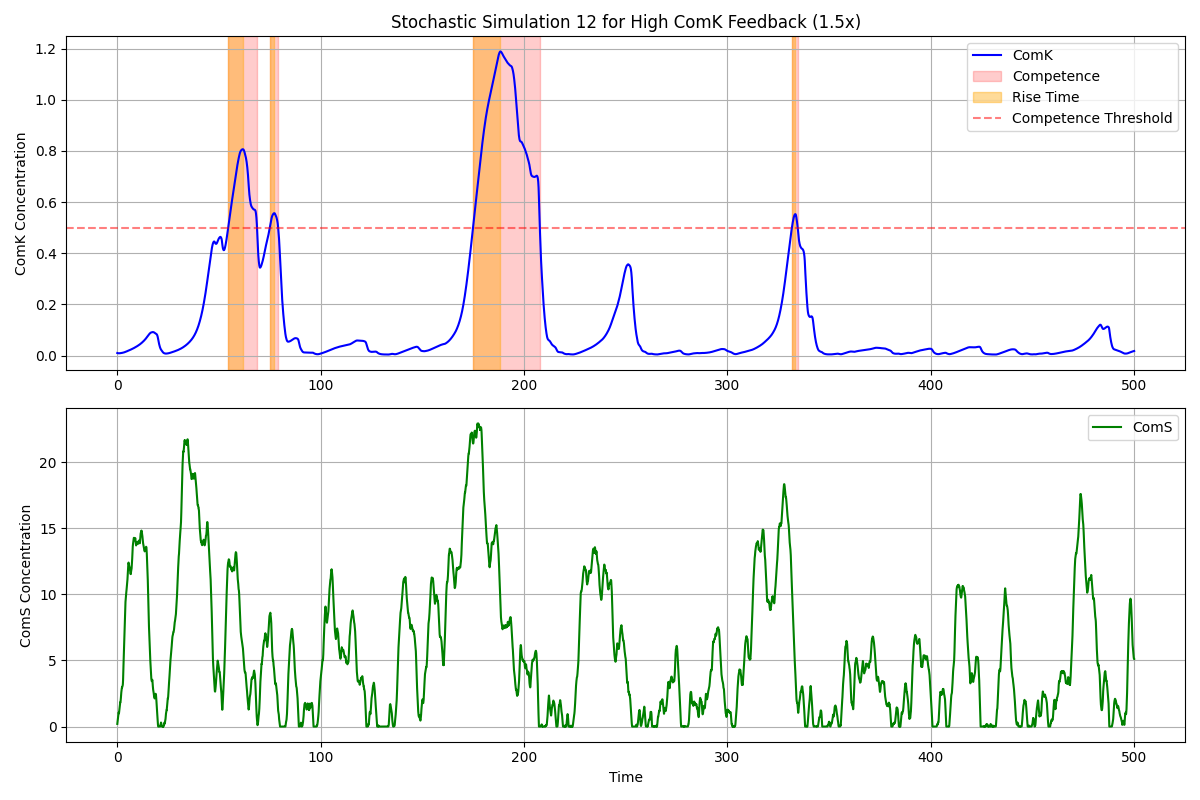 Stochastic Simulation 12 for High ComK Feedback (1.5x)
ComK Concentration
1.2
1.0
0.8
0.6
0.4
0.2
0.0
ComK
Competence
Rise Time
Competence Threshold
0 100 200 300 400 500
ComS Concentration
20
15
10
5
0
ComS
0 100 200 300 400 500
Time